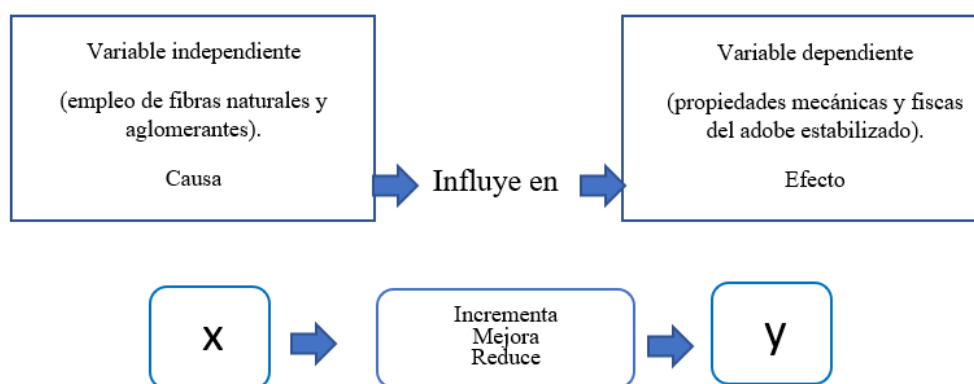 Variable independiente
(empleo de fibras naturales y
aglomerantes).
Causa
Influye en
Variable dependiente
(propiedades mecánicas y fiscas
del adobe estabilizado).
Efecto
x
Incrementa
Mejora
Reduce
y